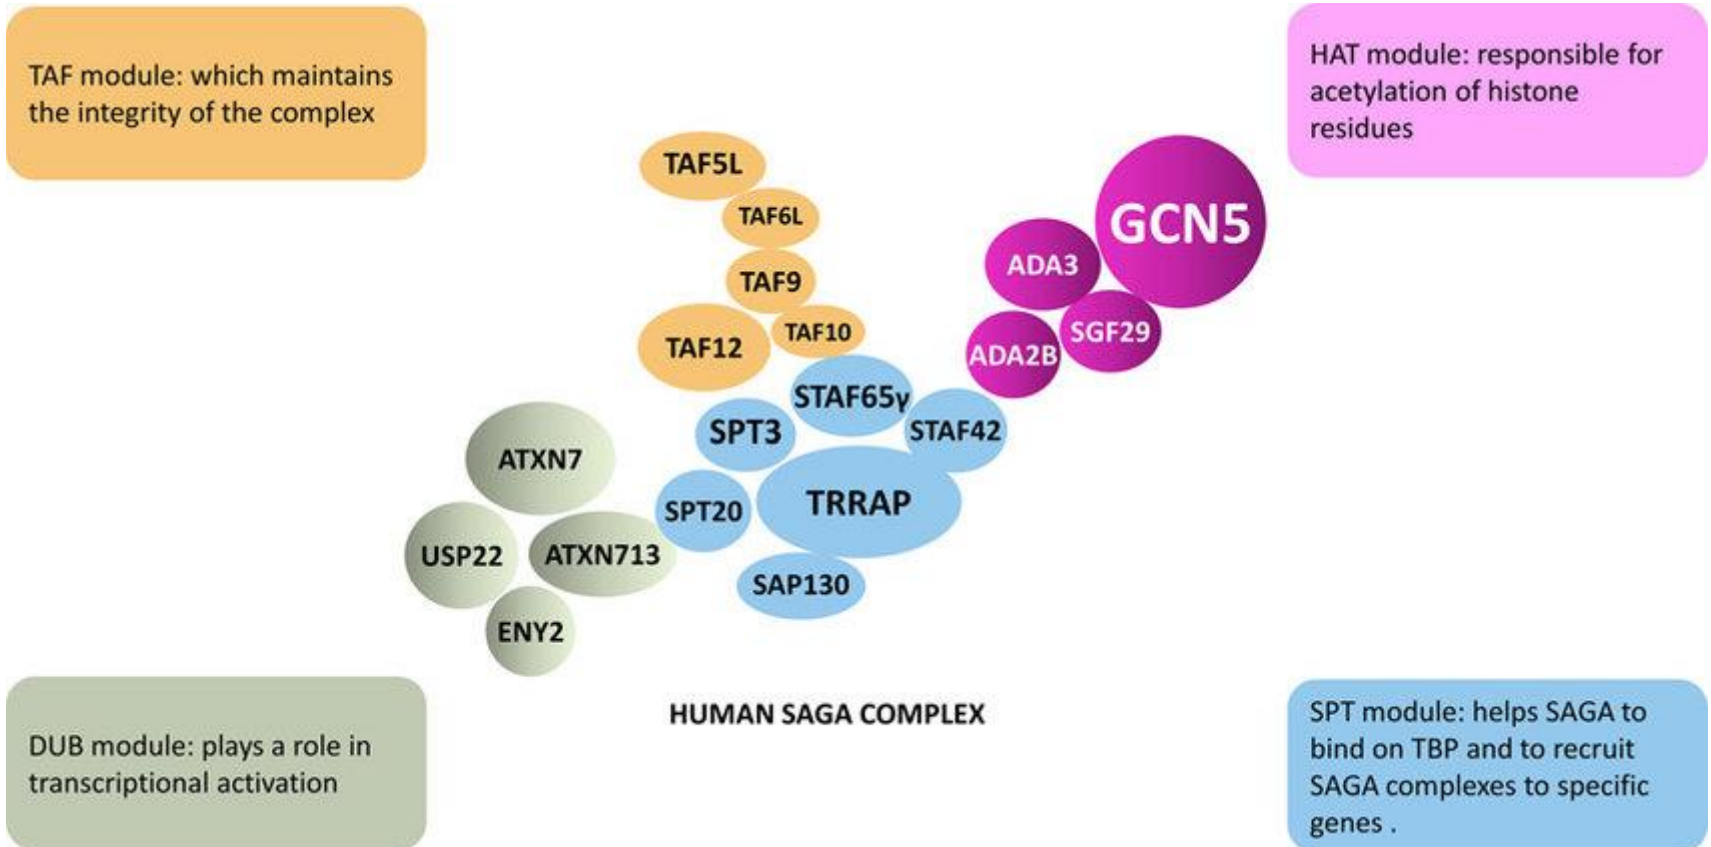 TAF module: which maintains
the integrity of the complex
HAT module: responsible for
acetylation of histone
residues
TAF5L
TAF6L
TAF9
TAF10
TAF12
GCN5
ADA3
SGF29
ADA2B
STAF65γ
SPT3
STAF42
TRRAP
SPT20
SAP130
ATXN7
USP22
ATXN713
ENY2
HUMAN SAGA COMPLEX
DUB module: plays a role in
transcriptional activation
SPT module: helps SAGA to
bind on TBP and to recruit
SAGA complexes to specific
genes .